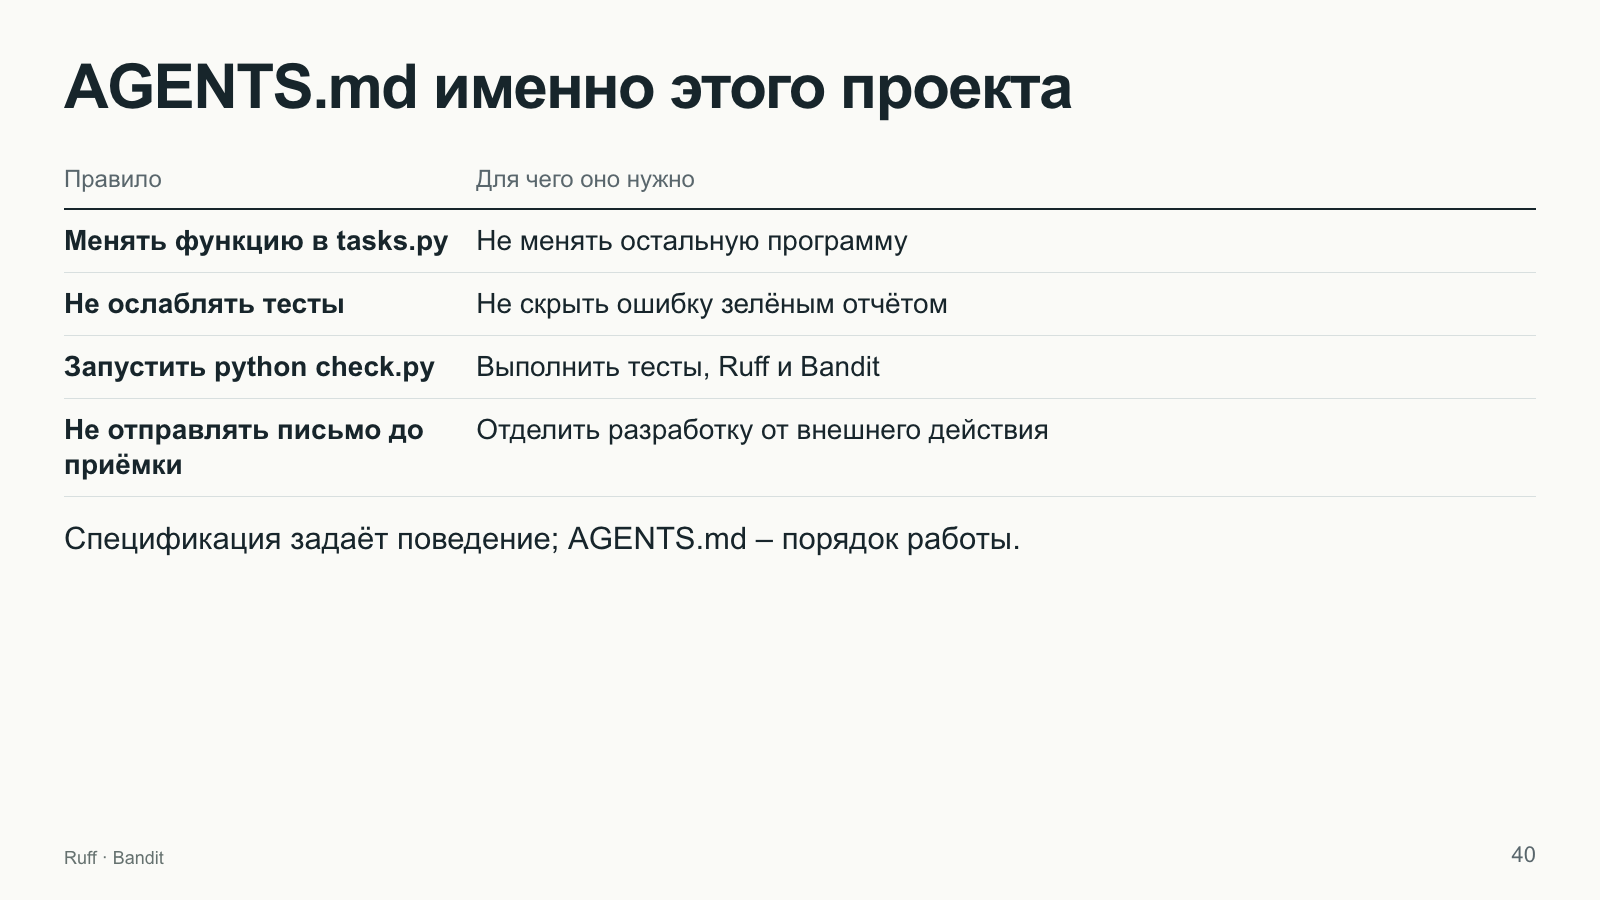 AGENTS.md именно этого проекта
Правило Для чего оно нужно
Менять функцию в tasks.py Не менять остальную программу
Не ослаблять тесты Не скрыть ошибку зелёным отчётом
Запустить python check.py Выполнить тесты, Ruff и Bandit
Не отправлять письмо до Отделить разработку от внешнего действия
приёмки
Спецификация задаёт поведение; AGENTS.md – порядок работы.
Ruff · Bandit
40